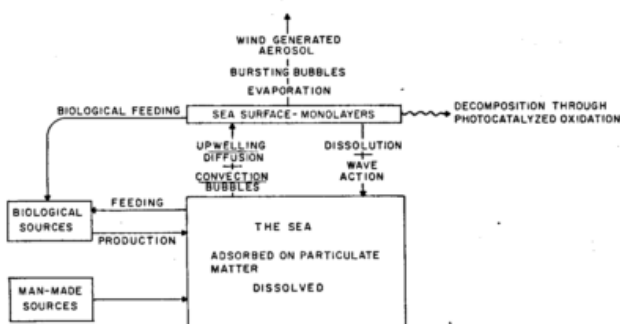 WIND GENERATED
AEROSOL
BURSTING BUBBLES
EVAPORATION
BIOLOGICAL FEEDING
SEA SURFACE-MONOLAYERS
DECOMPOSITION THROUGH
PHOTOCATALYZED OXIDATION
UPWELLING
DIFFUSION
CONVECTION
BUBBLES
DISSOLUTION
WAVE
ACTION
BIOLOGICAL
SOURCES
FEEDING
PRODUCTION
THE SEA
ADSORBED ON PARTICULATE
MATTER
DISSOLVED
MAN-MADE
SOURCES